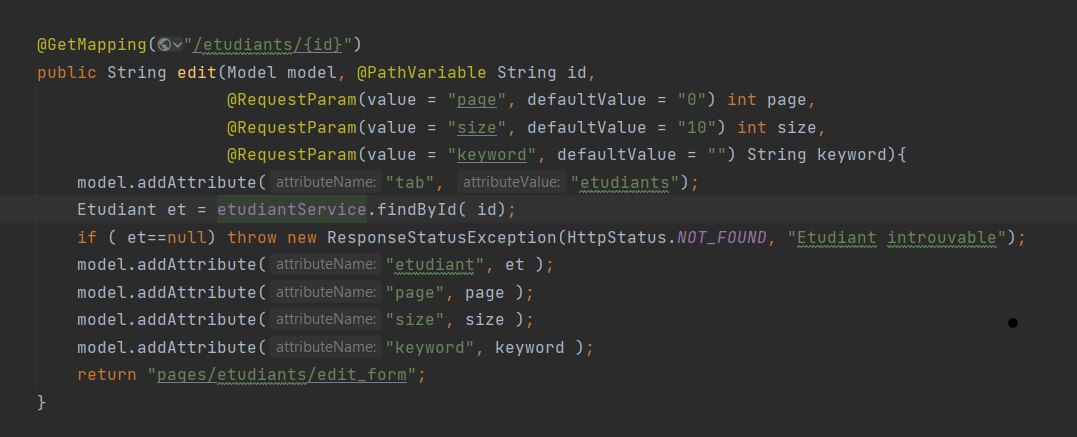 @GetMapping("/etudiants/{id}")
public String edit(Model model, @PathVariable String id,
@RequestParam(value = "page", defaultValue = "0") int page,
@RequestParam(value = "size", defaultValue = "10") int size,
@RequestParam(value = "keyword", defaultValue = "") String keyword){
model.addAttribute( attributeName: "tab", attributeValue: "etudiants");
Etudiant et = etudiantService.findById( id);
if ( et==null) throw new ResponseStatusException(HttpStatus.NOT_FOUND, "Etudiant introuvable");
model.addAttribute( attributeName: "etudiant", et );
model.addAttribute( attributeName: "page", page );
model.addAttribute( attributeName: "size", size );
model.addAttribute( attributeName: "keyword", keyword );
return "pages/etudiants/edit_form";
}